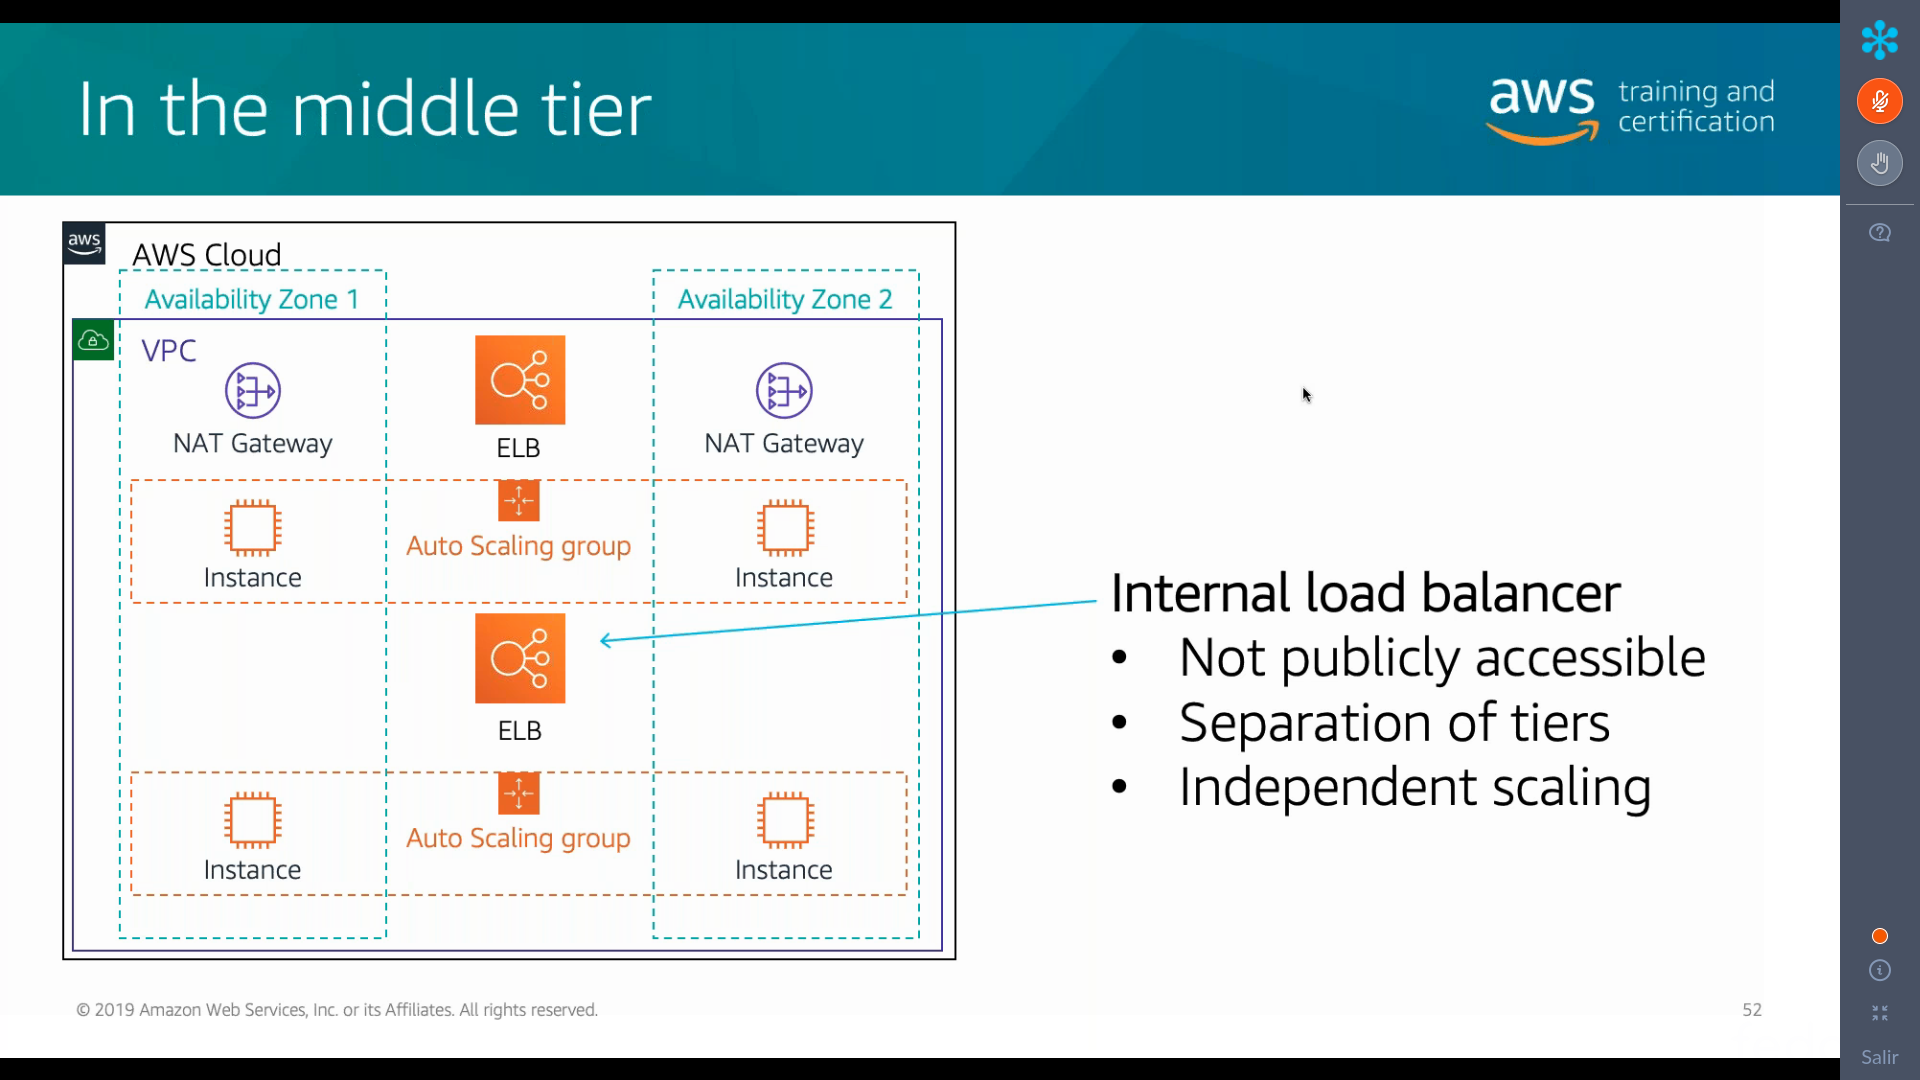 In the middle tier
aws training and
certification
aws
AWS Cloud
Availability Zone 1
Availability Zone 2
VPC
NAT Gateway
ELB
NAT Gateway
Auto Scaling group
Instance
Instance
Internal load balancer
• Not publicly accessible
• Separation of tiers
• Independent scaling
ELB
Auto Scaling group
Instance
Instance
© 2019 Amazon Web Services, Inc. or its Affiliates. All rights reserved.
52
Salir